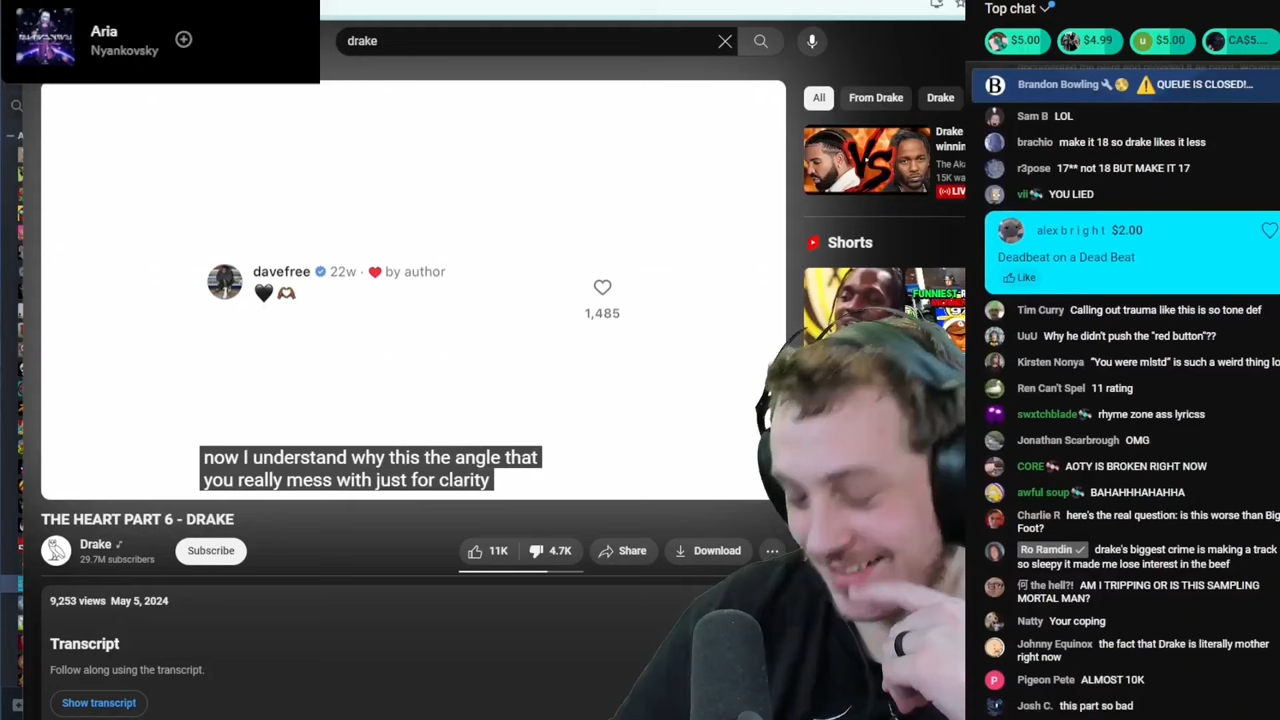 Aria
Nyankovsky
drake
davefree 22w · ❤ by author
🖤 🫶🏽
1,485
now I understand why this the angle that
you really mess with just for clarity
THE HEART PART 6 - DRAKE
Drake
29.7M subscribers
Subscribe
11K
4.7K
Share
Download
...
9,253 views May 5, 2024
Transcript
Follow along using the transcript.
Show transcript
All
From Drake
Drake
VS
Drake
winnin
The Aka
15K wa
LIV
Shorts
FUNNIEST
Top chat
$5.00
$4.99
u
$5.00
CA$5....
B
Brandon Bowling QUEUE IS CLOSED!...
Sam B LOL
brachio make it 18 so drake likes it less
r3pose 17** not 18 BUT MAKE IT 17
vii YOU LIED
alex b r i g h t $2.00
Deadbeat on a Dead Beat
Like
Tim Curry Calling out trauma like this is so tone def
UuU Why he didn't push the "red button"??
Kirsten Nonya "You were mlstd" is such a weird thing lo
Ren Can't Spel 11 rating
swxtchblade rhyme zone ass lyricss
Jonathan Scarbrough OMG
CORE AOTY IS BROKEN RIGHT NOW
awful soup BAHAHHHAHAHHA
Charlie R here's the real question: is this worse than Big
Foot?
Ro Ramdin drake's biggest crime is making a track
so sleepy it made me lose interest in the beef
何 the hell?! AM I TRIPPING OR IS THIS SAMPLING
MORTAL MAN?
Natty Your coping
Johnny Equinox the fact that Drake is literally mother
right now
P
Pigeon Pete ALMOST 10K
Josh C. this part so bad